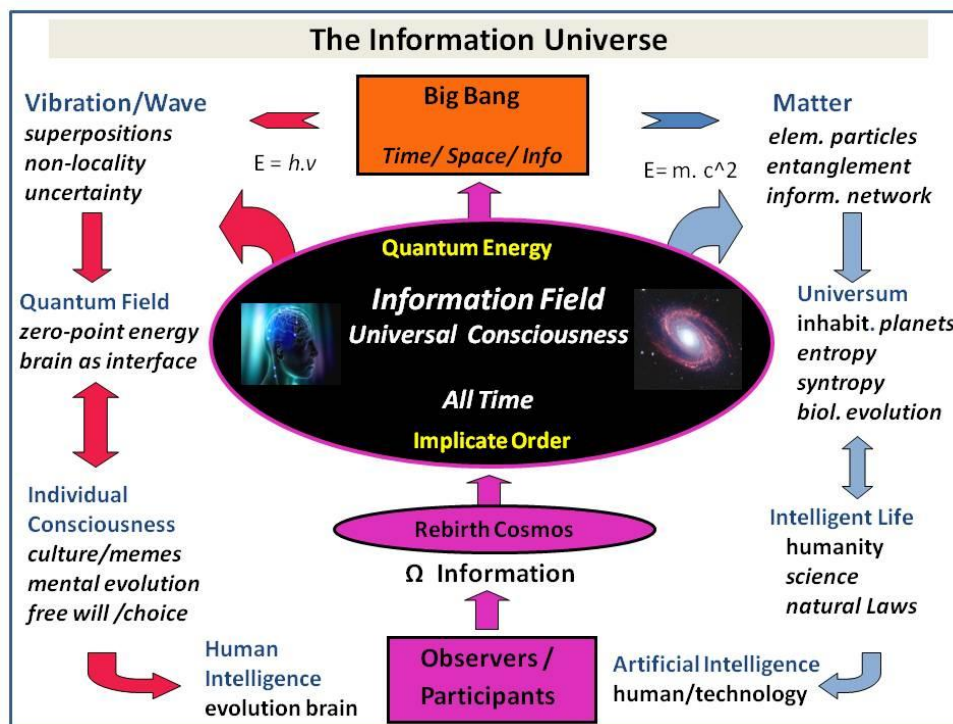 The Information Universe
Vibration/Wave
superpositions
non-locality
uncertainty
E = h.v
Big Bang
Time/ Space/ Info
E= m. c^2
Matter
elem. particles
entanglement
inform. network
Quantum Field
zero-point energy
brain as interface
Quantum Energy
Information Field
Universal Consciousness
All Time
Implicate Order
Universum
inhabit. planets
entropy
syntropy
biol. evolution
Individual
Consciousness
culture/memes
mental evolution
free will /choice
Rebirth Cosmos
Ω Information
Intelligent Life
humanity
science
natural Laws
Human
Intelligence
evolution brain
Observers /
Participants
Artificial Intelligence
human/technology